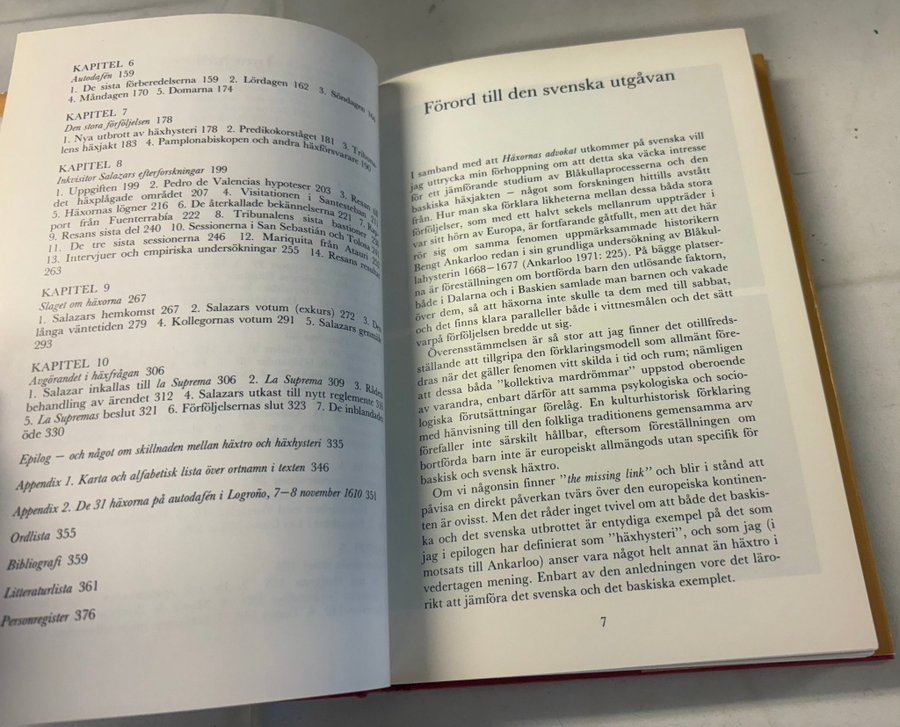 KAPITEL 6
Autodafén 159
1. De sista förberedelserna 159 2. Lördagen 162 3. Söndagen
4. Måndagen 170 5. Domarna 174
KAPITEL 7
Den stora förföljelsen 178
1. Nya utbrott av häxhysteri 178 2. Predikokorståget 181 3.
lens häxjakt 183 4. Pamplonabiskopen och andra häxförsvarare 190
KAPITEL 8
Inkvisitor Salazars efterforskningar 199
1. Uppgiften 199 2. Pedro de Valencias hypoteser 203 3. Resan till
det häxplågade området 207 4. Visitationen i Santesteban
5. Häxornas lögner 216 6. De återkallade bekännelserna 221 7.
port från Fuenterrabía 222 8. Tribunalens sista bastioner
9. Resans sista del 240 10. Sessionerna i San Sebastián och Tolosa
11. De tre sista sessionerna 246 12. Mariquita från Atauri
13. Intervjuer och empiriska undersökningar 255 14. Resans resultat
263
KAPITEL 9
Slaget om häxorna 267
1. Salazars hemkomst 267 2. Salazars votum (exkurs) 272 3. Den
långa väntetiden 279 4. Kollegornas votum 291 5. Salazars genmäle
293
KAPITEL 10
Avgörandet i häxfrågan 306
1. Salazar inkallas till la Suprema 306 2. La Suprema 309 3. Rådets
behandling av ärendet 312 4. Salazars utkast till nytt reglemente
5. La Supremas beslut 321 6. Förföljelsernas slut 323 7. De inblandades
öde 330
Epilog – och något om skillnaden mellan häxtro och häxhysteri 335
Appendix 1. Karta och alfabetisk lista över ortnamn i texten 346
Appendix 2. De 31 häxorna på autodafén i Logroño, 7–8 november 1610 351
Ordlista 355
Bibliografi 359
Litteraturlista 361
Personregister 376
Förord till den svenska utgåvan
I samband med att Häxornas advokat utkommer på svenska vill
jag uttrycka min förhoppning om att detta ska väcka intresse
för ett jämförande studium av Blåkullaprocesserna och den
baskiska häxjakten – något som forskningen hittills avstått
från. Hur man ska förklara likheterna mellan dessa båda stora
förföljelser, som med ett halvt sekels mellanrum uppträder i
var sitt hörn av Europa, är fortfarande gåtfullt, men att det här
rör sig om samma fenomen uppmärksammade historikern
Bengt Ankarloo redan i sin grundliga undersökning av Blåkul-
lahysterin 1668–1677 (Ankarloo 1971: 225). På bägge platser-
na är föreställningen om bortförda barn den utlösande faktorn,
både i Dalarna och i Baskien samlade man barnen och vakade
över dem, så att häxorna inte skulle ta dem med till sabbat,
och det finns klara paralleller både i vittnesmålen och det sätt
varpå förföljelsen bredde ut sig.
Överensstämmelsen är så stor att jag finner det otillfreds-
ställande att tillgripa den förklaringsmodell som allmänt före-
dras när det gäller fenomen vitt skilda i tid och rum; nämligen
att dessa båda "kollektiva mardrömmar" uppstod oberoende
av varandra, enbart därför att samma psykologiska och socio-
logiska förutsättningar förelåg. En kulturhistorisk förklaring
med hänvisning till den folkliga traditionens gemensamma arv
förefaller inte särskilt hållbar, eftersom föreställningen om
bortförda barn inte är europeiskt allmängods utan specifik för
baskisk och svensk häxtro.
Om vi någonsin finner "the missing link" och blir i stånd att
påvisa en direkt påverkan tvärs över den europeiska kontinen-
ten är ovisst. Men det råder inget tvivel om att både det baskis-
ka och det svenska utbrottet är entydiga exempel på det som
jag i epilogen har definierat som "häxhysteri", och som jag (i
motsats till Ankarloo) anser vara något helt annat än häxtro i
vedertagen mening. Enbart av den anledningen vore det läro-
rikt att jämföra det svenska och det baskiska exemplet.
7